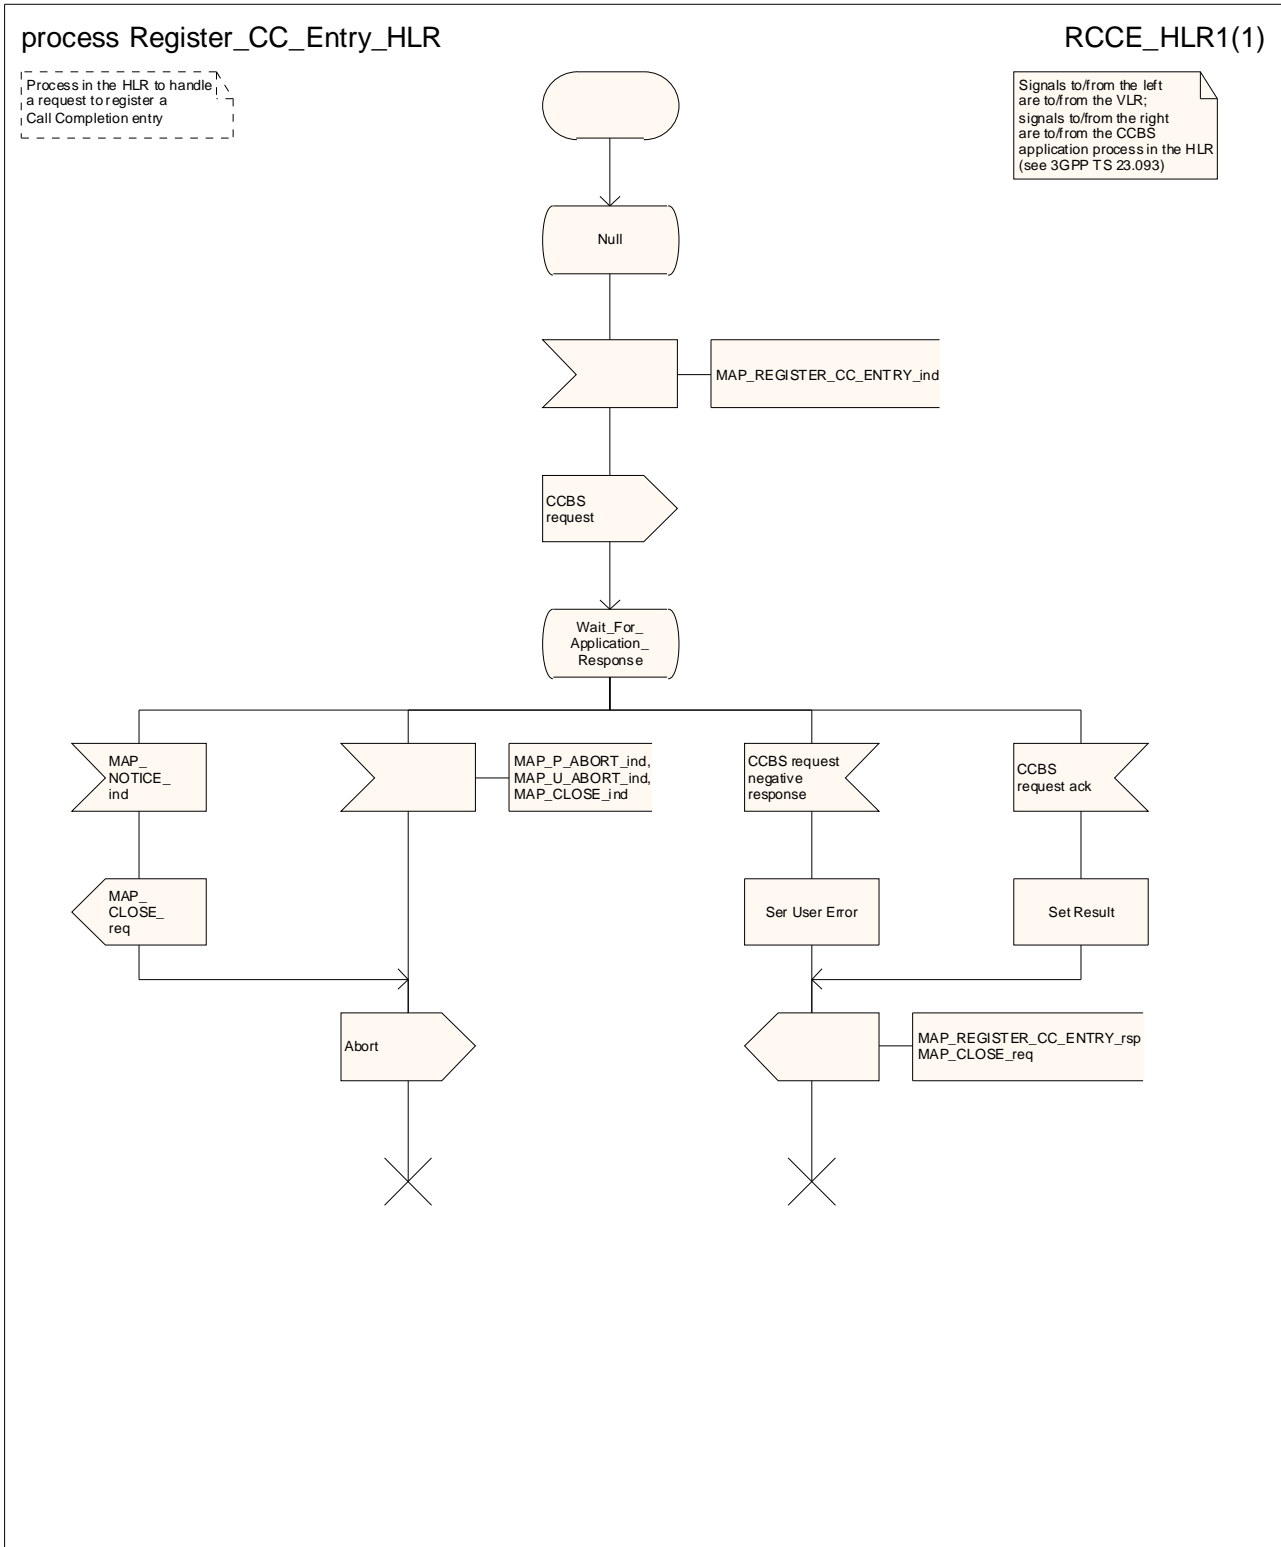 process Register_CC_Entry_HLR
RCCE_HLR1(1)
Process in the HLR to handle
a request to register a
Call Completion entry
Signals to/from the left
are to/from the VLR;
signals to/from the right
are to/from the CCBS
application process in the HLR
(see 3GPP TS 23.093)
Null
MAP_REGISTER_CC_ENTRY_ind
CCBS
request
Wait_For_
Application_
Response
MAP_
NOTICE_
ind
MAP_P_ABORT_ind,
MAP_U_ABORT_ind,
MAP_CLOSE_ind
CCBS request
negative
response
CCBS
request ack
MAP_
CLOSE_
req
Ser User Error
Set Result
Abort
MAP_REGISTER_CC_ENTRY_rsp
MAP_CLOSE_req